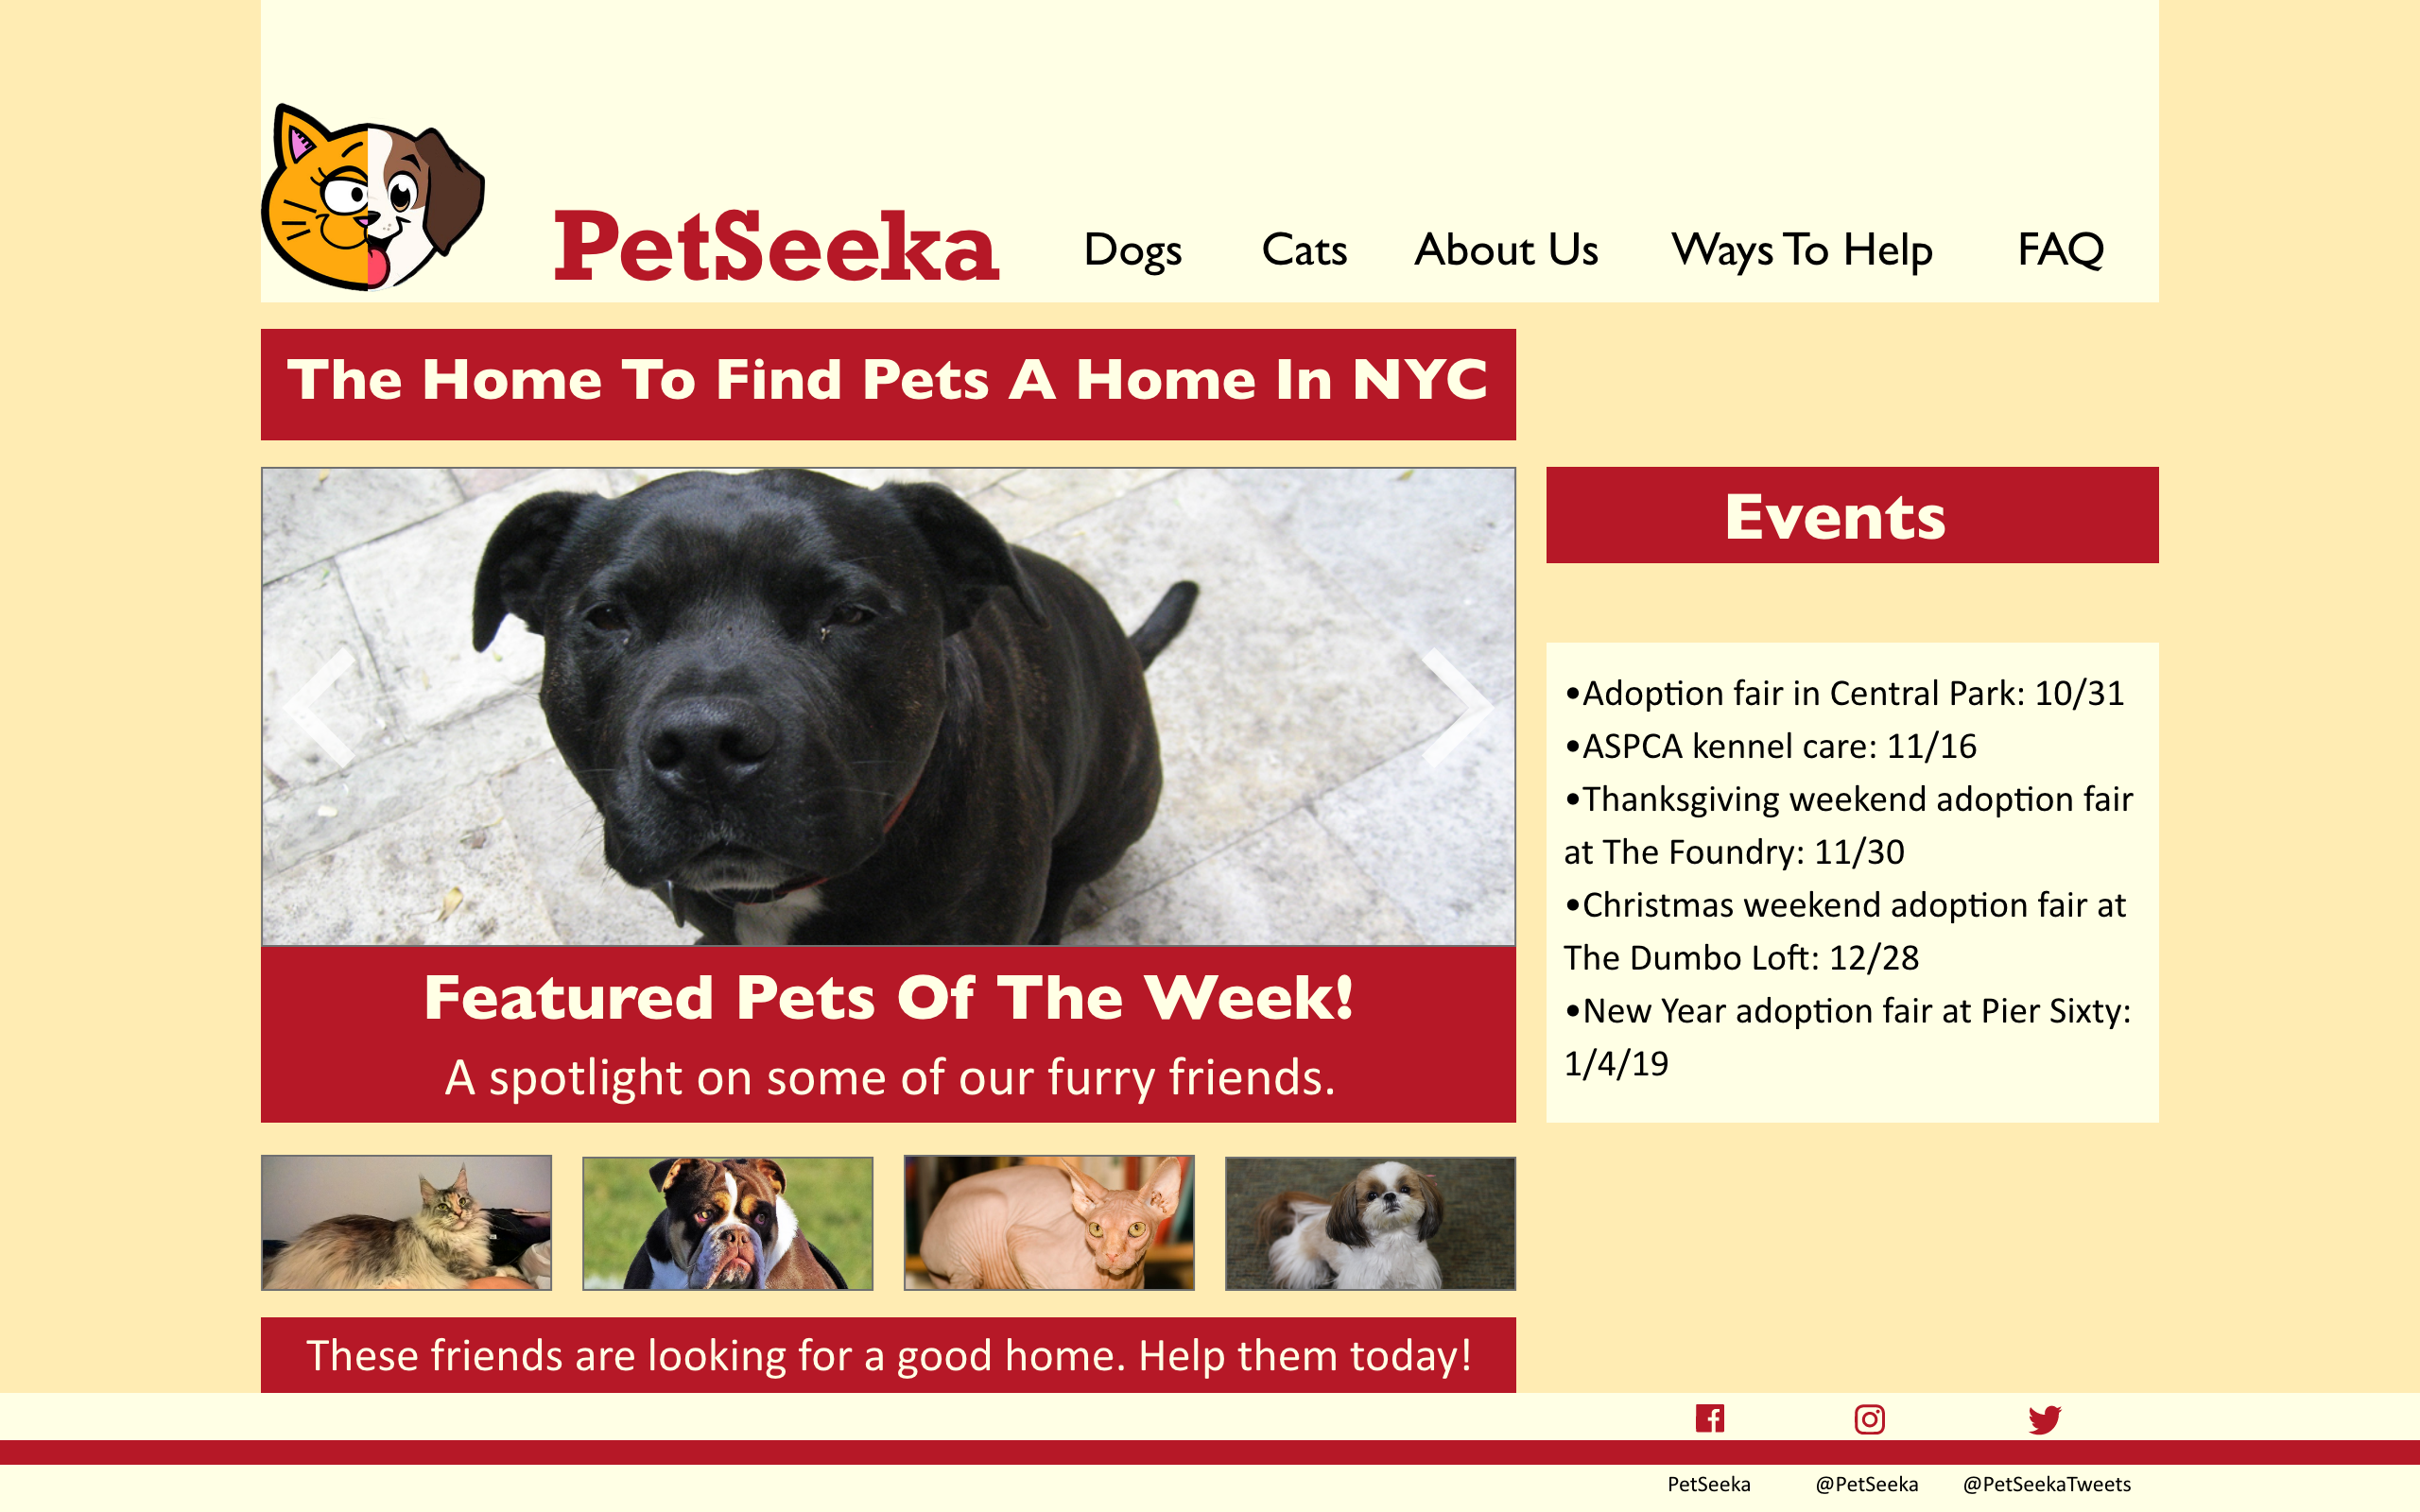 PetSeeka
Dogs
Cats
About Us
Ways To Help
FAQ
The Home To Find Pets A Home In NYC
Featured Pets Of The Week!
A spotlight on some of our furry friends.
Events
•Adoption fair in Central Park: 10/31
•ASPCA kennel care: 11/16
•Thanksgiving weekend adoption fair
at The Foundry: 11/30
•Christmas weekend adoption fair at
The Dumbo Loft: 12/28
•New Year adoption fair at Pier Sixty:
1/4/19
These friends are looking for a good home. Help them today!
PetSeeka
@PetSeeka
@PetSeekaTweets